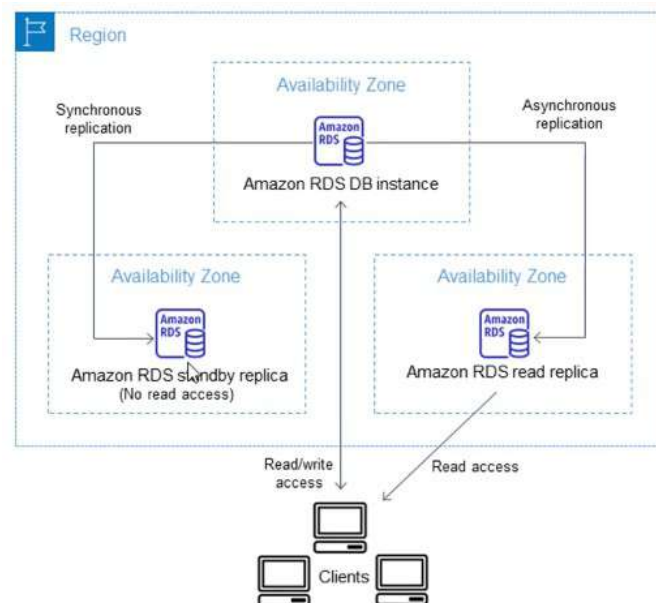 Region
Availability Zone
Synchronous
replication
Asynchronous
replication
Amazon
RDS
Amazon RDS DB instance
Availability Zone
Availability Zone
Amazon
RDS
Amazon
RDS
Amazon RDS standby replica
(No read access)
Amazon RDS read replica
Read/write
access
Read access
Clients